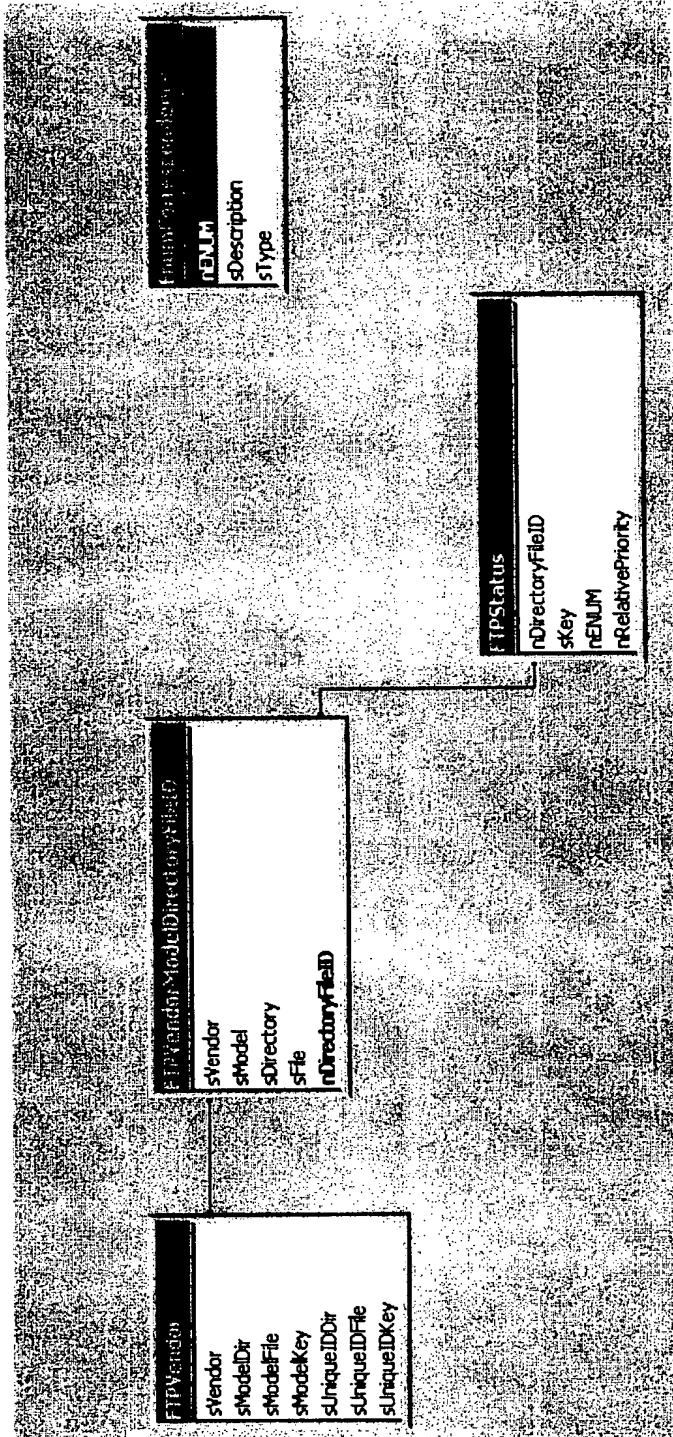 FTPVendor
sVendor
sModelDir
sModelFile
sModelKey
sUniqueIDDir
sUniqueIDFile
sUniqueIDKey
FTPVendorModelDirectoryFileID
sVendor
sModel
sDirectory
sFile
nDirectoryFileID
FTPStatus
nDirectoryFileID
sKey
nENUM
nRelativePriority
nENUM
sDescription
sType